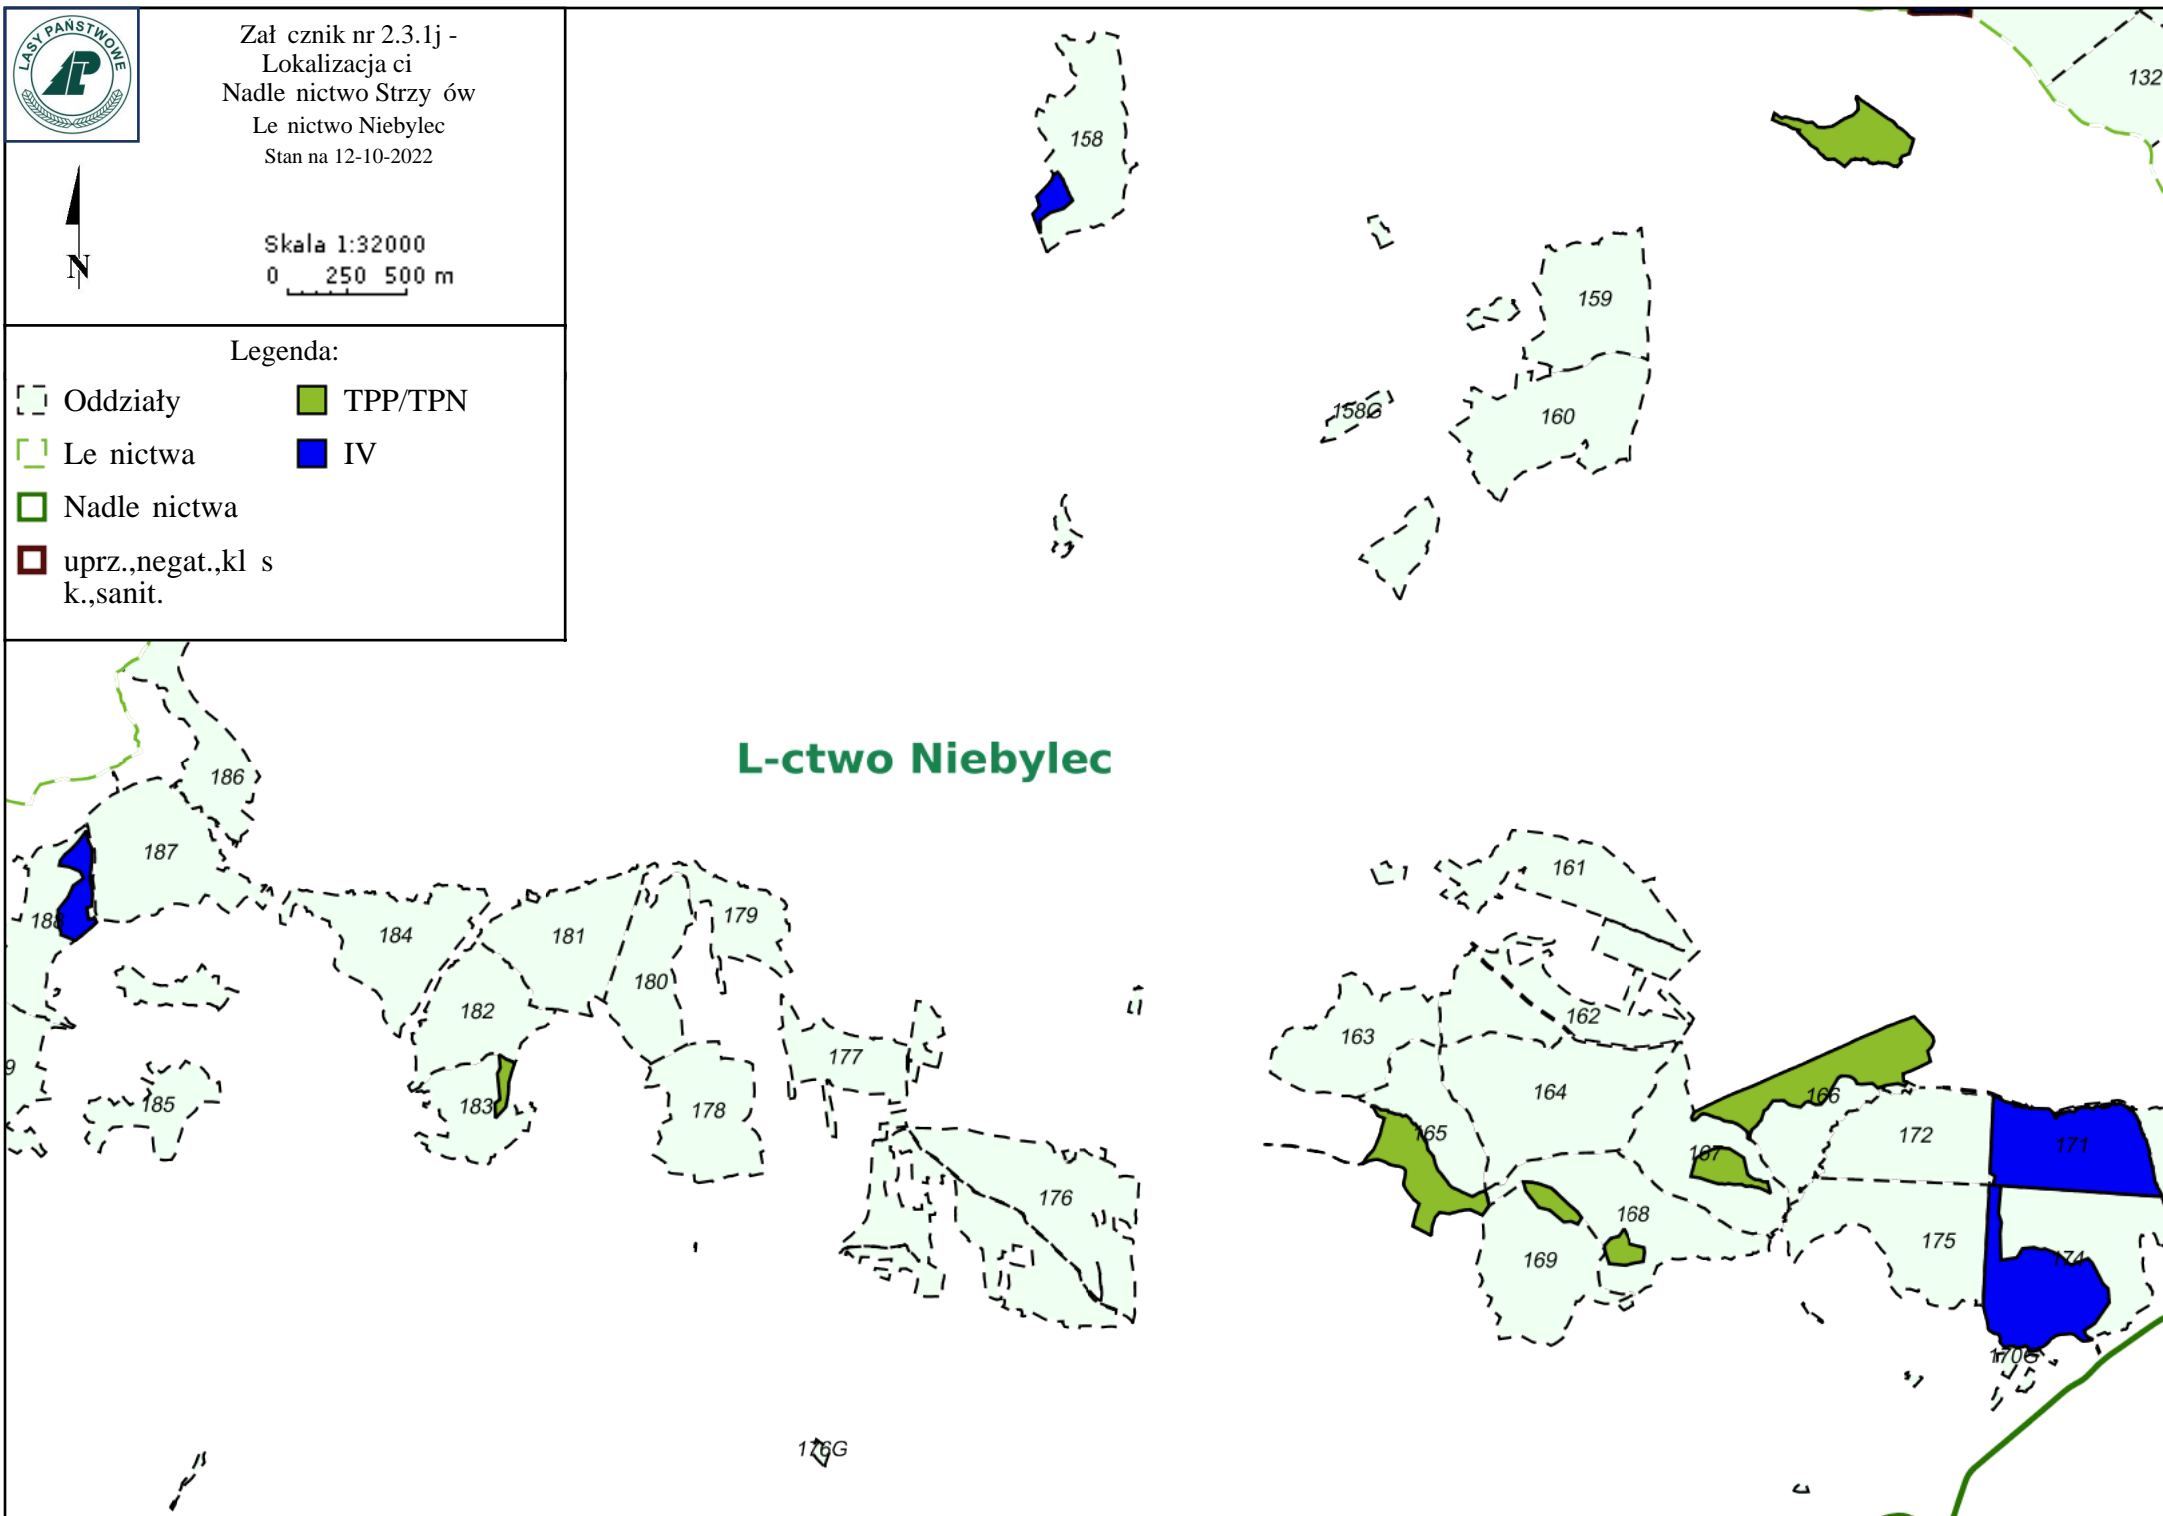 LASY PAŃSTWOWE
Zał cznik nr 2.3.1j -
Lokalizacja ci
Nadle nictwo Strzy ów
Le nictwo Niebylec
Stan na 12-10-2022
N
Skala 1:32000
0 250 500 m
Legenda:
Oddziały
TPP/TPN
Le nictwa
IV
Nadle nictwa
uprz.,negat.,kl s
k.,sanit.
132
158
159
158G
160
L-ctwo Niebylec
186
187
188
184
181
179
180
182
9
185
183
178
177
176
161
162
163
164
165
166
167
172
171
168
169
175
174
170G
176G